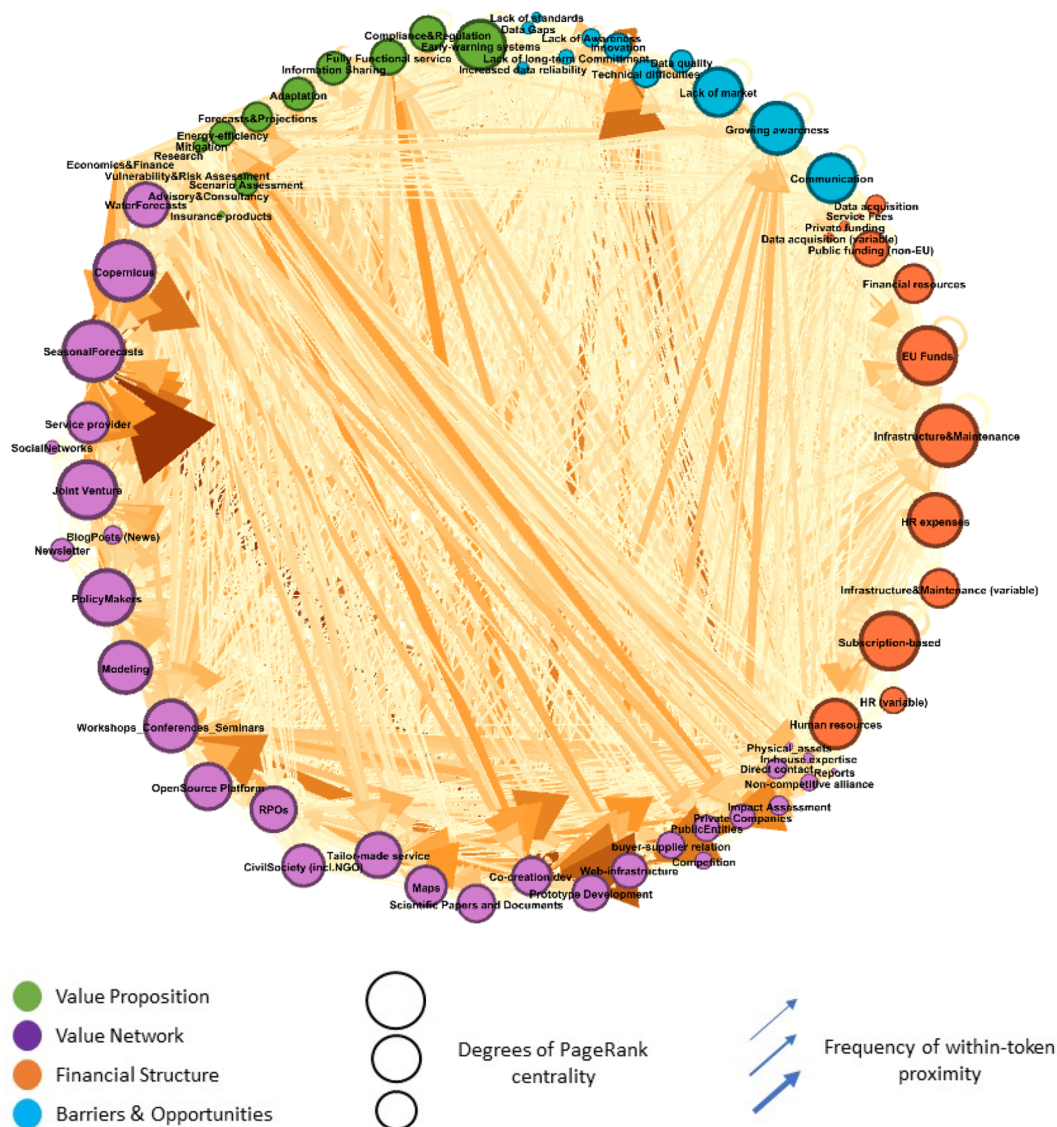 Lack of standards
Data Gaps
Compliance&Regulation
Early-warning systems
Lack of Awareness
Innovation
Fully Functional service
Lack of long-term Commitment
Information Sharing
Increased data reliability
Data quality
Technical difficulties
Adaptation
Lack of market
Forecasts&Projections
Growing awareness
Energy-efficiency
Mitigation
Research
Economics&Finance
Vulnerability&Risk Assessment
Communication
Scenario Assessment
Advisory&Consultancy
WaterForecasts
Insurance products
Data acquisition
Service Fees
Private funding
Data acquisition (variable)
Public funding (non-EU)
Copernicus
Financial resources
SeasonalForecasts
EU Funds
Service provider
Infrastructure&Maintenance
SocialNetworks
Joint Venture
HR expenses
BlogPosts (News)
Newsletter
Infrastructure&Maintenance (variable)
PolicyMakers
Subscription-based
Modeling
HR (variable)
Workshops_Conferences_Seminars
Human resources
Physical_assets
In-house expertise
Direct contact
Reports
Non-competitive alliance
OpenSource Platform
RPOs
Impact Assessment
Private Companies
PublicEntities
buyer-supplier relation
Tailor-made service
Competition
CivilSociety (incl.NGO)
Web-infrastructure
Co-creation dev.
Maps
Prototype Development
Scientific Papers and Documents
Value Proposition
Value Network
Financial Structure
Barriers & Opportunities
Degrees of PageRank
centrality
Frequency of within-token
proximity